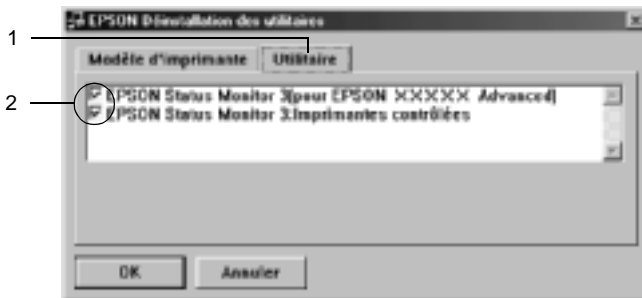 EPSON Désinstallation des utilitaires
1
Modèle d'imprimante Utilitaire
2
EPSON Status Monitor 3(pour EPSON XXXXX Advanced)
EPSON Status Monitor 3:Imprimantes contrôlées
OK Annuler